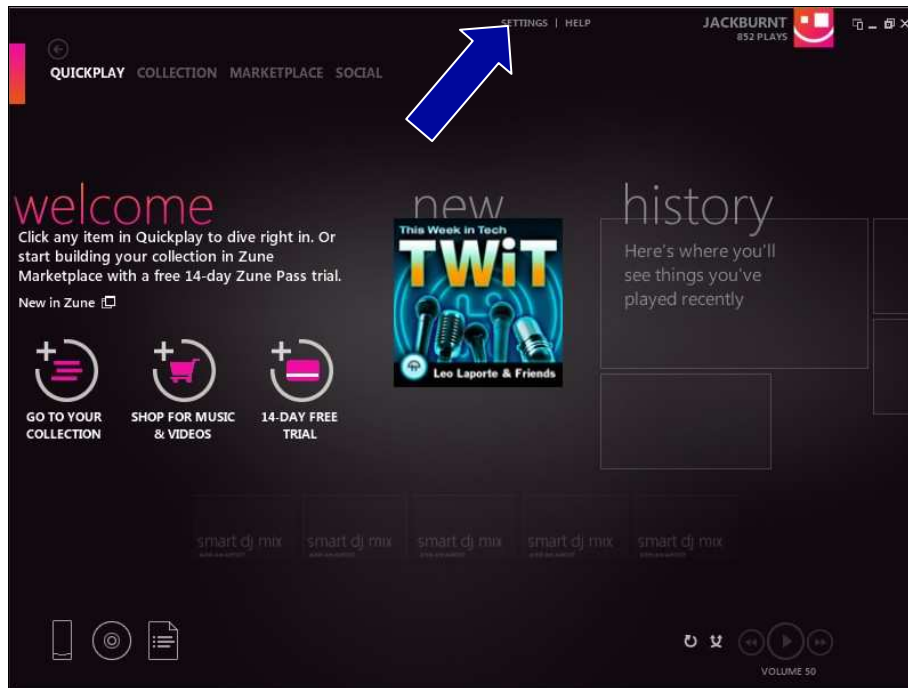 SETTINGS | HELP
JACKBURNT
852 PLAYS
QUICKPLAY COLLECTION MARKETPLACE SOCIAL
welcome
Click any item in Quickplay to dive right in. Or
start building your collection in Zune
Marketplace with a free 14-day Zune Pass trial.
New in Zune
GO TO YOUR
COLLECTION
SHOP FOR MUSIC
& VIDEOS
14-DAY FREE
TRIAL
new
This Week in Tech
TWiT
Leo Laporte & Friends
history
Here's where you'll
see things you've
played recently
smart dj mix
smart dj mix
smart dj mix
smart dj mix
smart dj mix
VOLUME 50